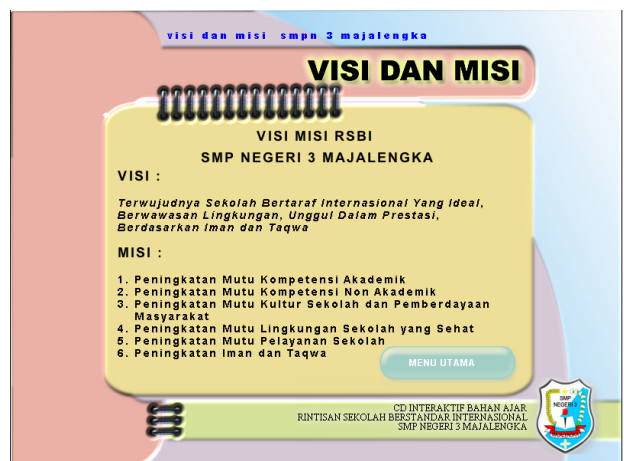 visi dan misi smpn 3 majalengka
VISI DAN MISI
VISI MISI RSBI
SMP NEGERI 3 MAJALENGKA
VISI :
Terwujudnya Sekolah Bertaraf Internasional Yang Ideal,
Berwawasan Lingkungan, Unggul Dalam Prestasi,
Berdasarkan Iman dan Taqwa
MISI :
1. Peningkatan Mutu Kompetensi Akademik
2. Peningkatan Mutu Kompetensi Non Akademik
3. Peningkatan Mutu Kultur Sekolah dan Pemberdayaan
Masyarakat
4. Peningkatan Mutu Lingkungan Sekolah yang Sehat
5. Peningkatan Mutu Pelayanan Sekolah
6. Peningkatan Iman dan Taqwa
MENU UTAMA
CD INTERAKTIF BAHAN AJAR
RINTISAN SEKOLAH BERSTANDAR INTERNASIONAL
SMP NEGERI 3 MAJALENGKA
SMP
NEGERI 3